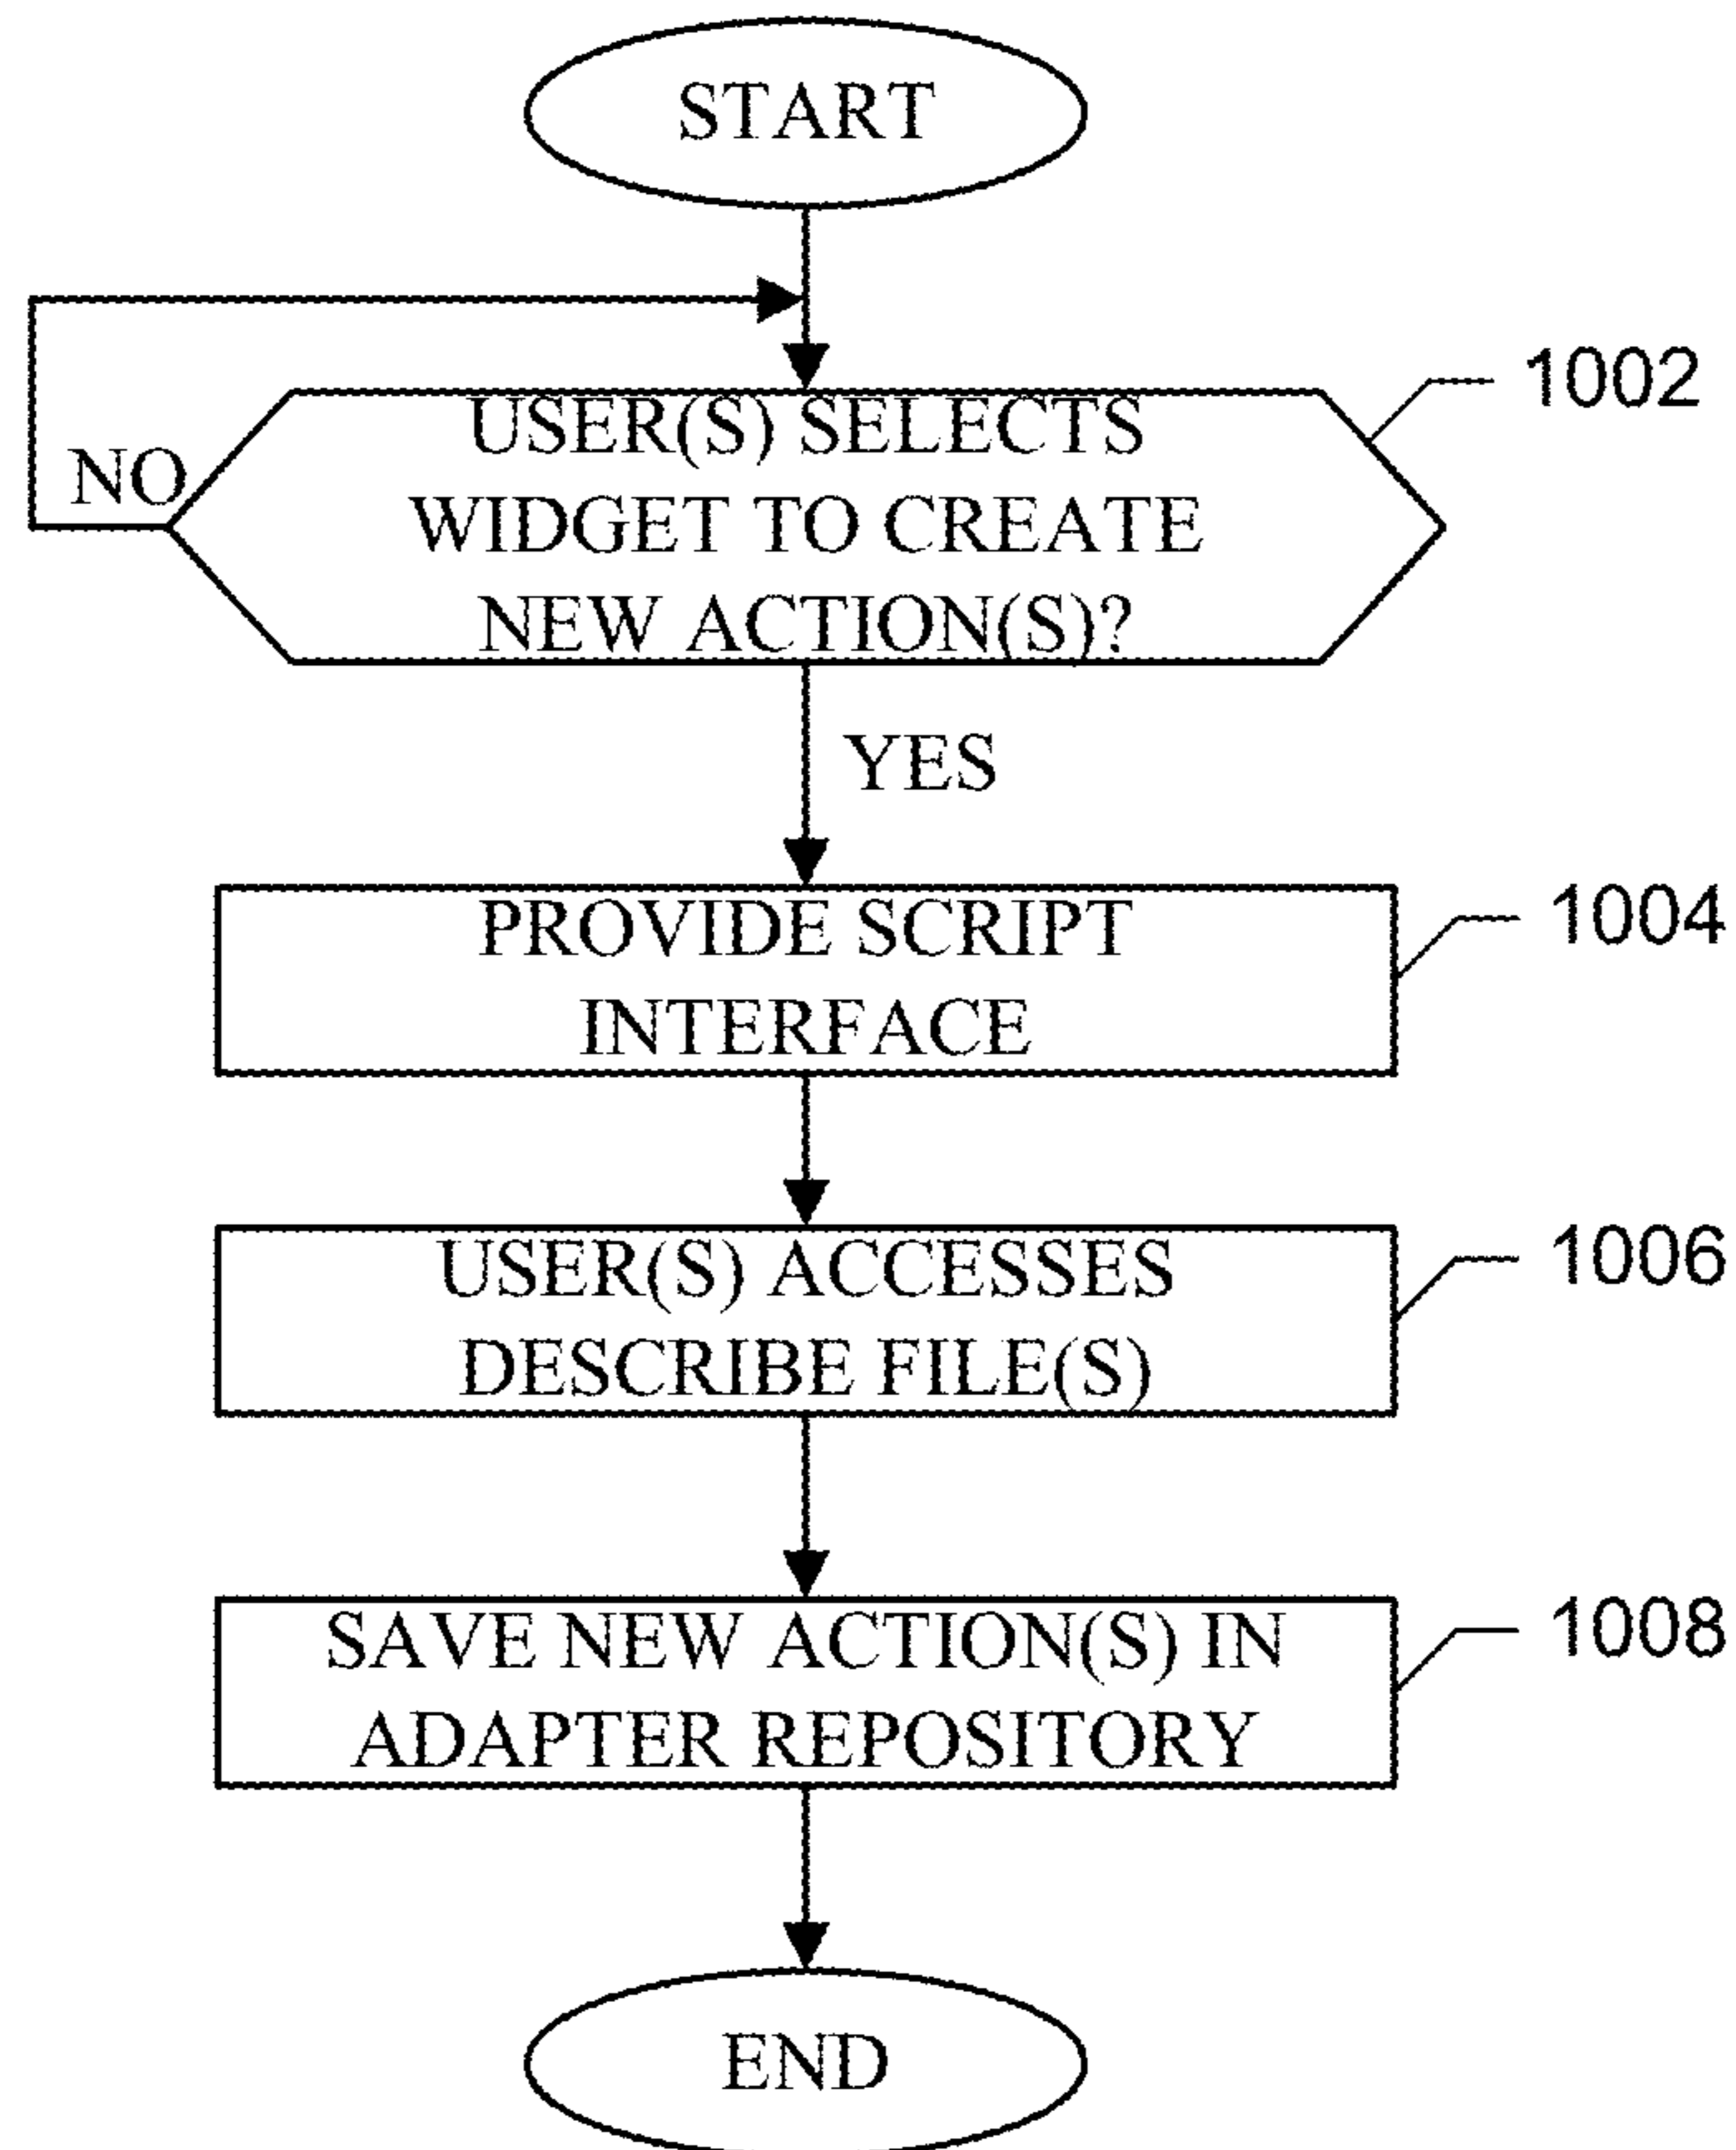 START
1002
USER(S) SELECTS
WIDGET TO CREATE
NEW ACTION(S)?
NO
YES
PROVIDE SCRIPT
INTERFACE
1004
USER(S) ACCESSES
DESCRIBE FILE(S)
1006
SAVE NEW ACTION(S) IN
ADAPTER REPOSITORY
1008
END